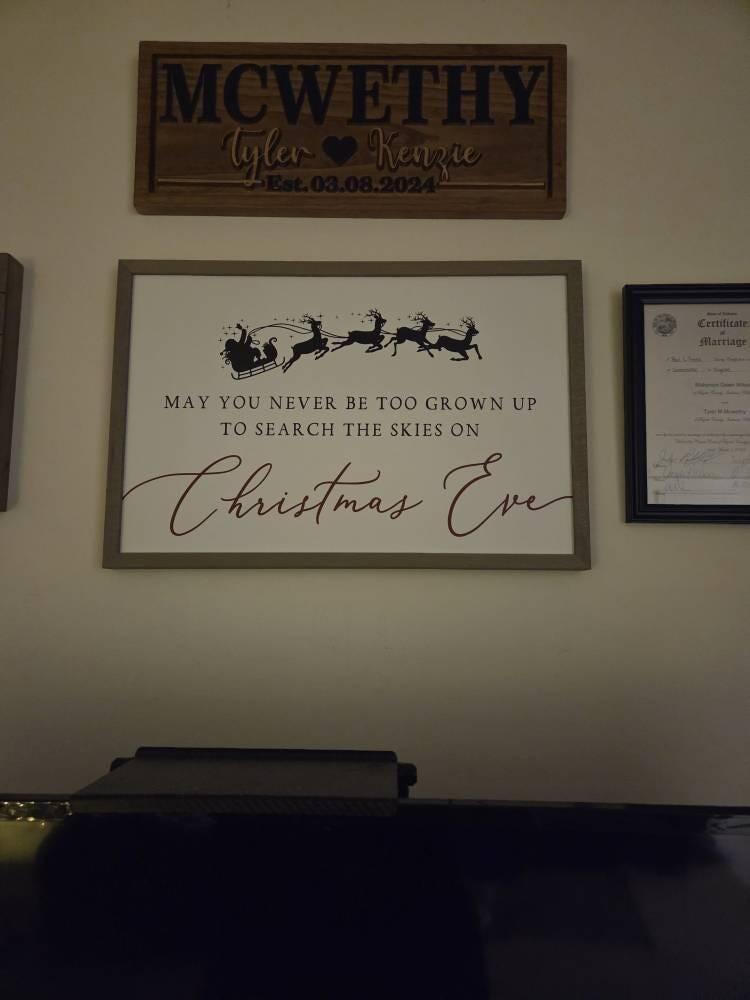 MCWETHY
Tyler Kenzie
Est. 03.08.2024
MAY YOU NEVER BE TOO GROWN UP
TO SEARCH THE SKIES ON
Christmas Eve
Certificate
of
Marriage